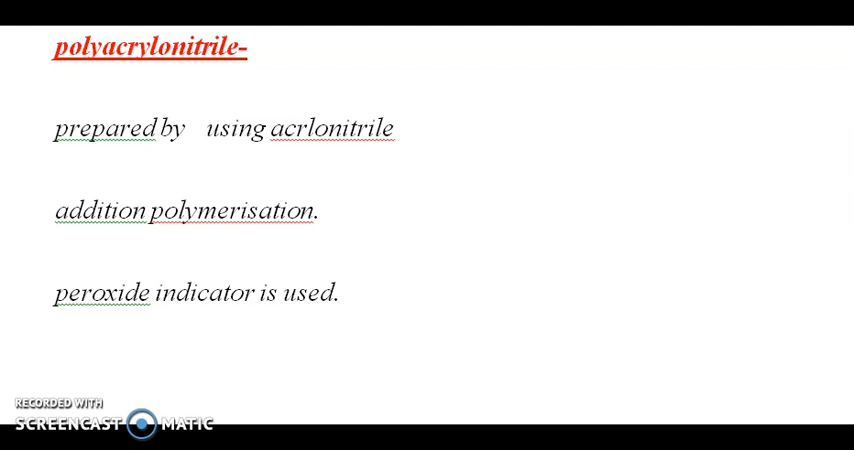 polyacrylonitrile-
prepared by using acrlonitrile
addition polymerisation.
peroxide indicator is used.
RECORDED WITH
SCREENCAST MATIC